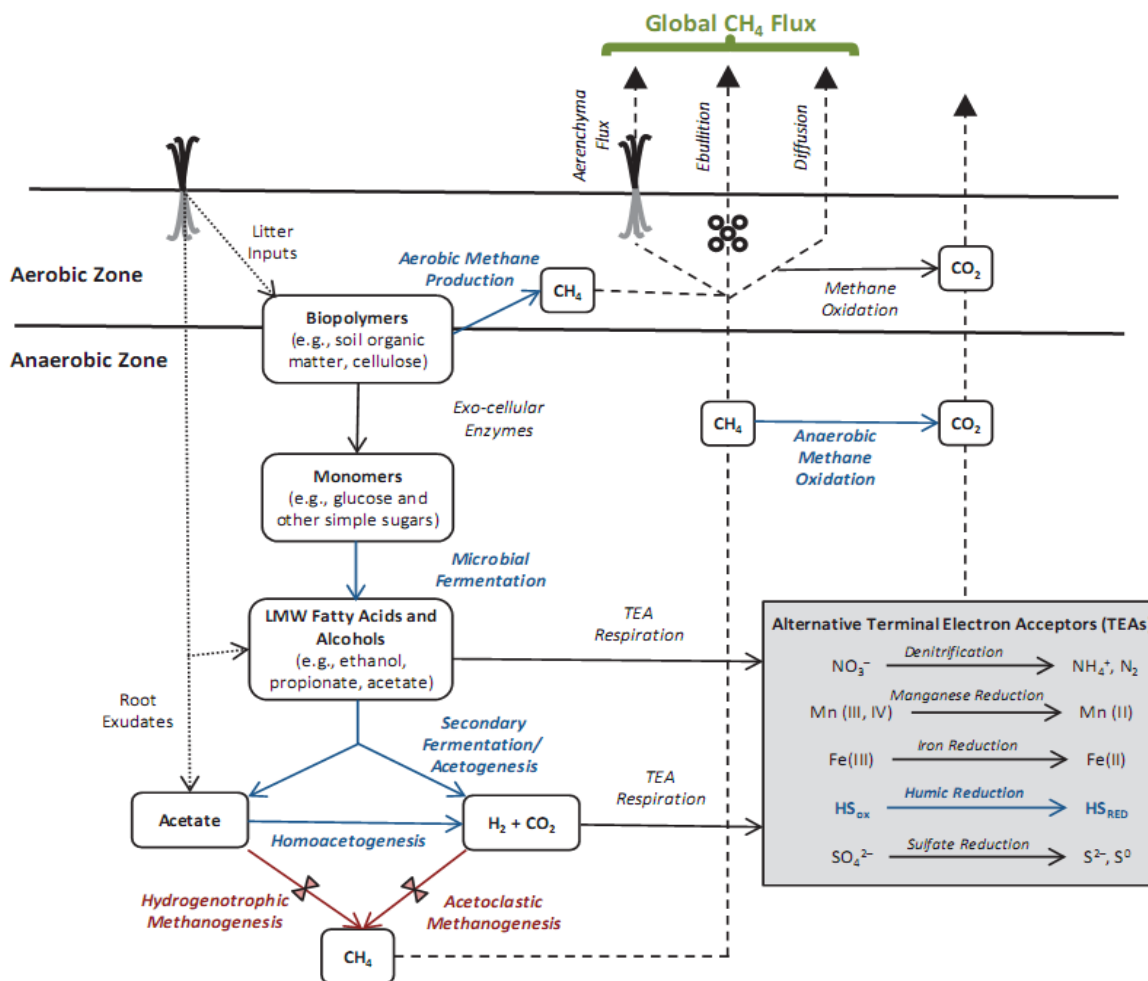 Global CH₄ Flux
Aerenchyma
Flux
Ebullition
Diffusion
Litter
Inputs
Aerobic Zone
Aerobic Methane
Production
CH₄
CO₂
Methane
Oxidation
Biopolymers
(e.g., soil organic
matter, cellulose)
Anaerobic Zone
Exo-cellular
Enzymes
CH₄
CO₂
Anaerobic
Methane
Oxidation
Monomers
(e.g., glucose and
other simple sugars)
Microbial
Fermentation
LMW Fatty Acids and
Alcohols
(e.g., ethanol,
propionate, acetate)
TEA
Respiration
Root
Exudates
Secondary
Fermentation/
Acetogenesis
TEA
Respiration
Acetate
Homoacetogenesis
H₂ + CO₂
Hydrogenotrophic
Methanogenesis
Acetoclastic
Methanogenesis
CH₄
Alternative Terminal Electron Acceptors (TEAs
NO₃⁻ Denitrification NH₄⁺, N₂
Mn (III, IV) Manganese Reduction Mn (II)
Fe(III) Iron Reduction Fe(II)
HSₒₓ Humic Reduction HS_RED
SO₄²⁻ Sulfate Reduction S²⁻, S⁰